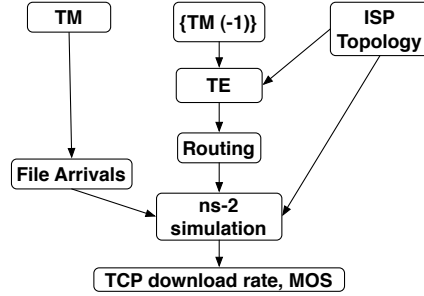 TM
{TM (-1)}
ISP
Topology
TE
Routing
File Arrivals
ns-2
simulation
TCP download rate, MOS